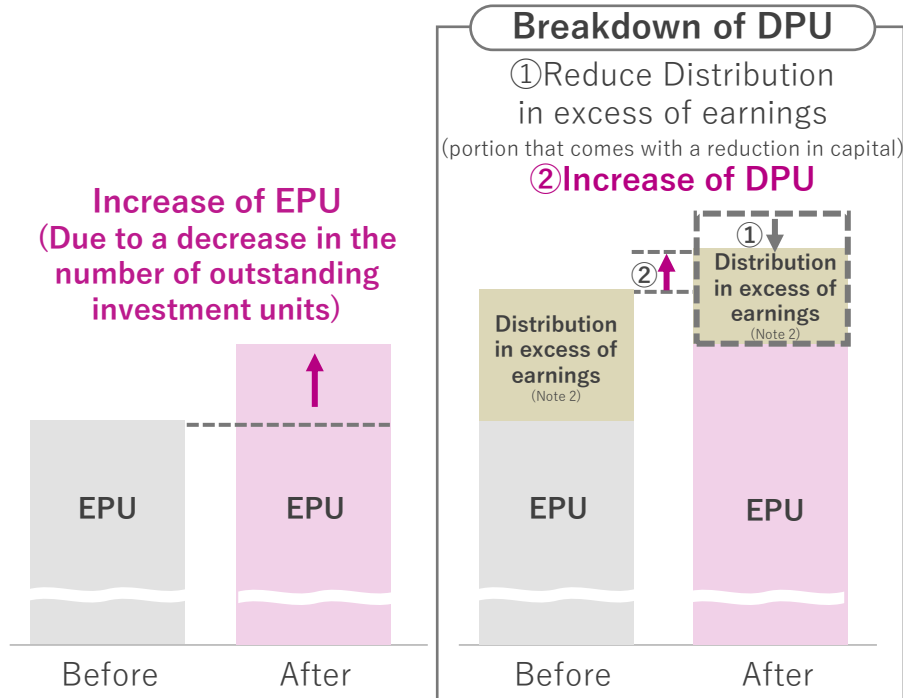 Increase of EPU
(Due to a decrease in the
number of outstanding
investment units)
EPU
EPU
Before
After
Breakdown of DPU
①Reduce Distribution
in excess of earnings
(portion that comes with a reduction in capital)
②Increase of DPU
①
②
Distribution
in excess of
earnings
(Note 2)
Distribution
in excess of
earnings
(Note 2)
EPU
EPU
Before
After